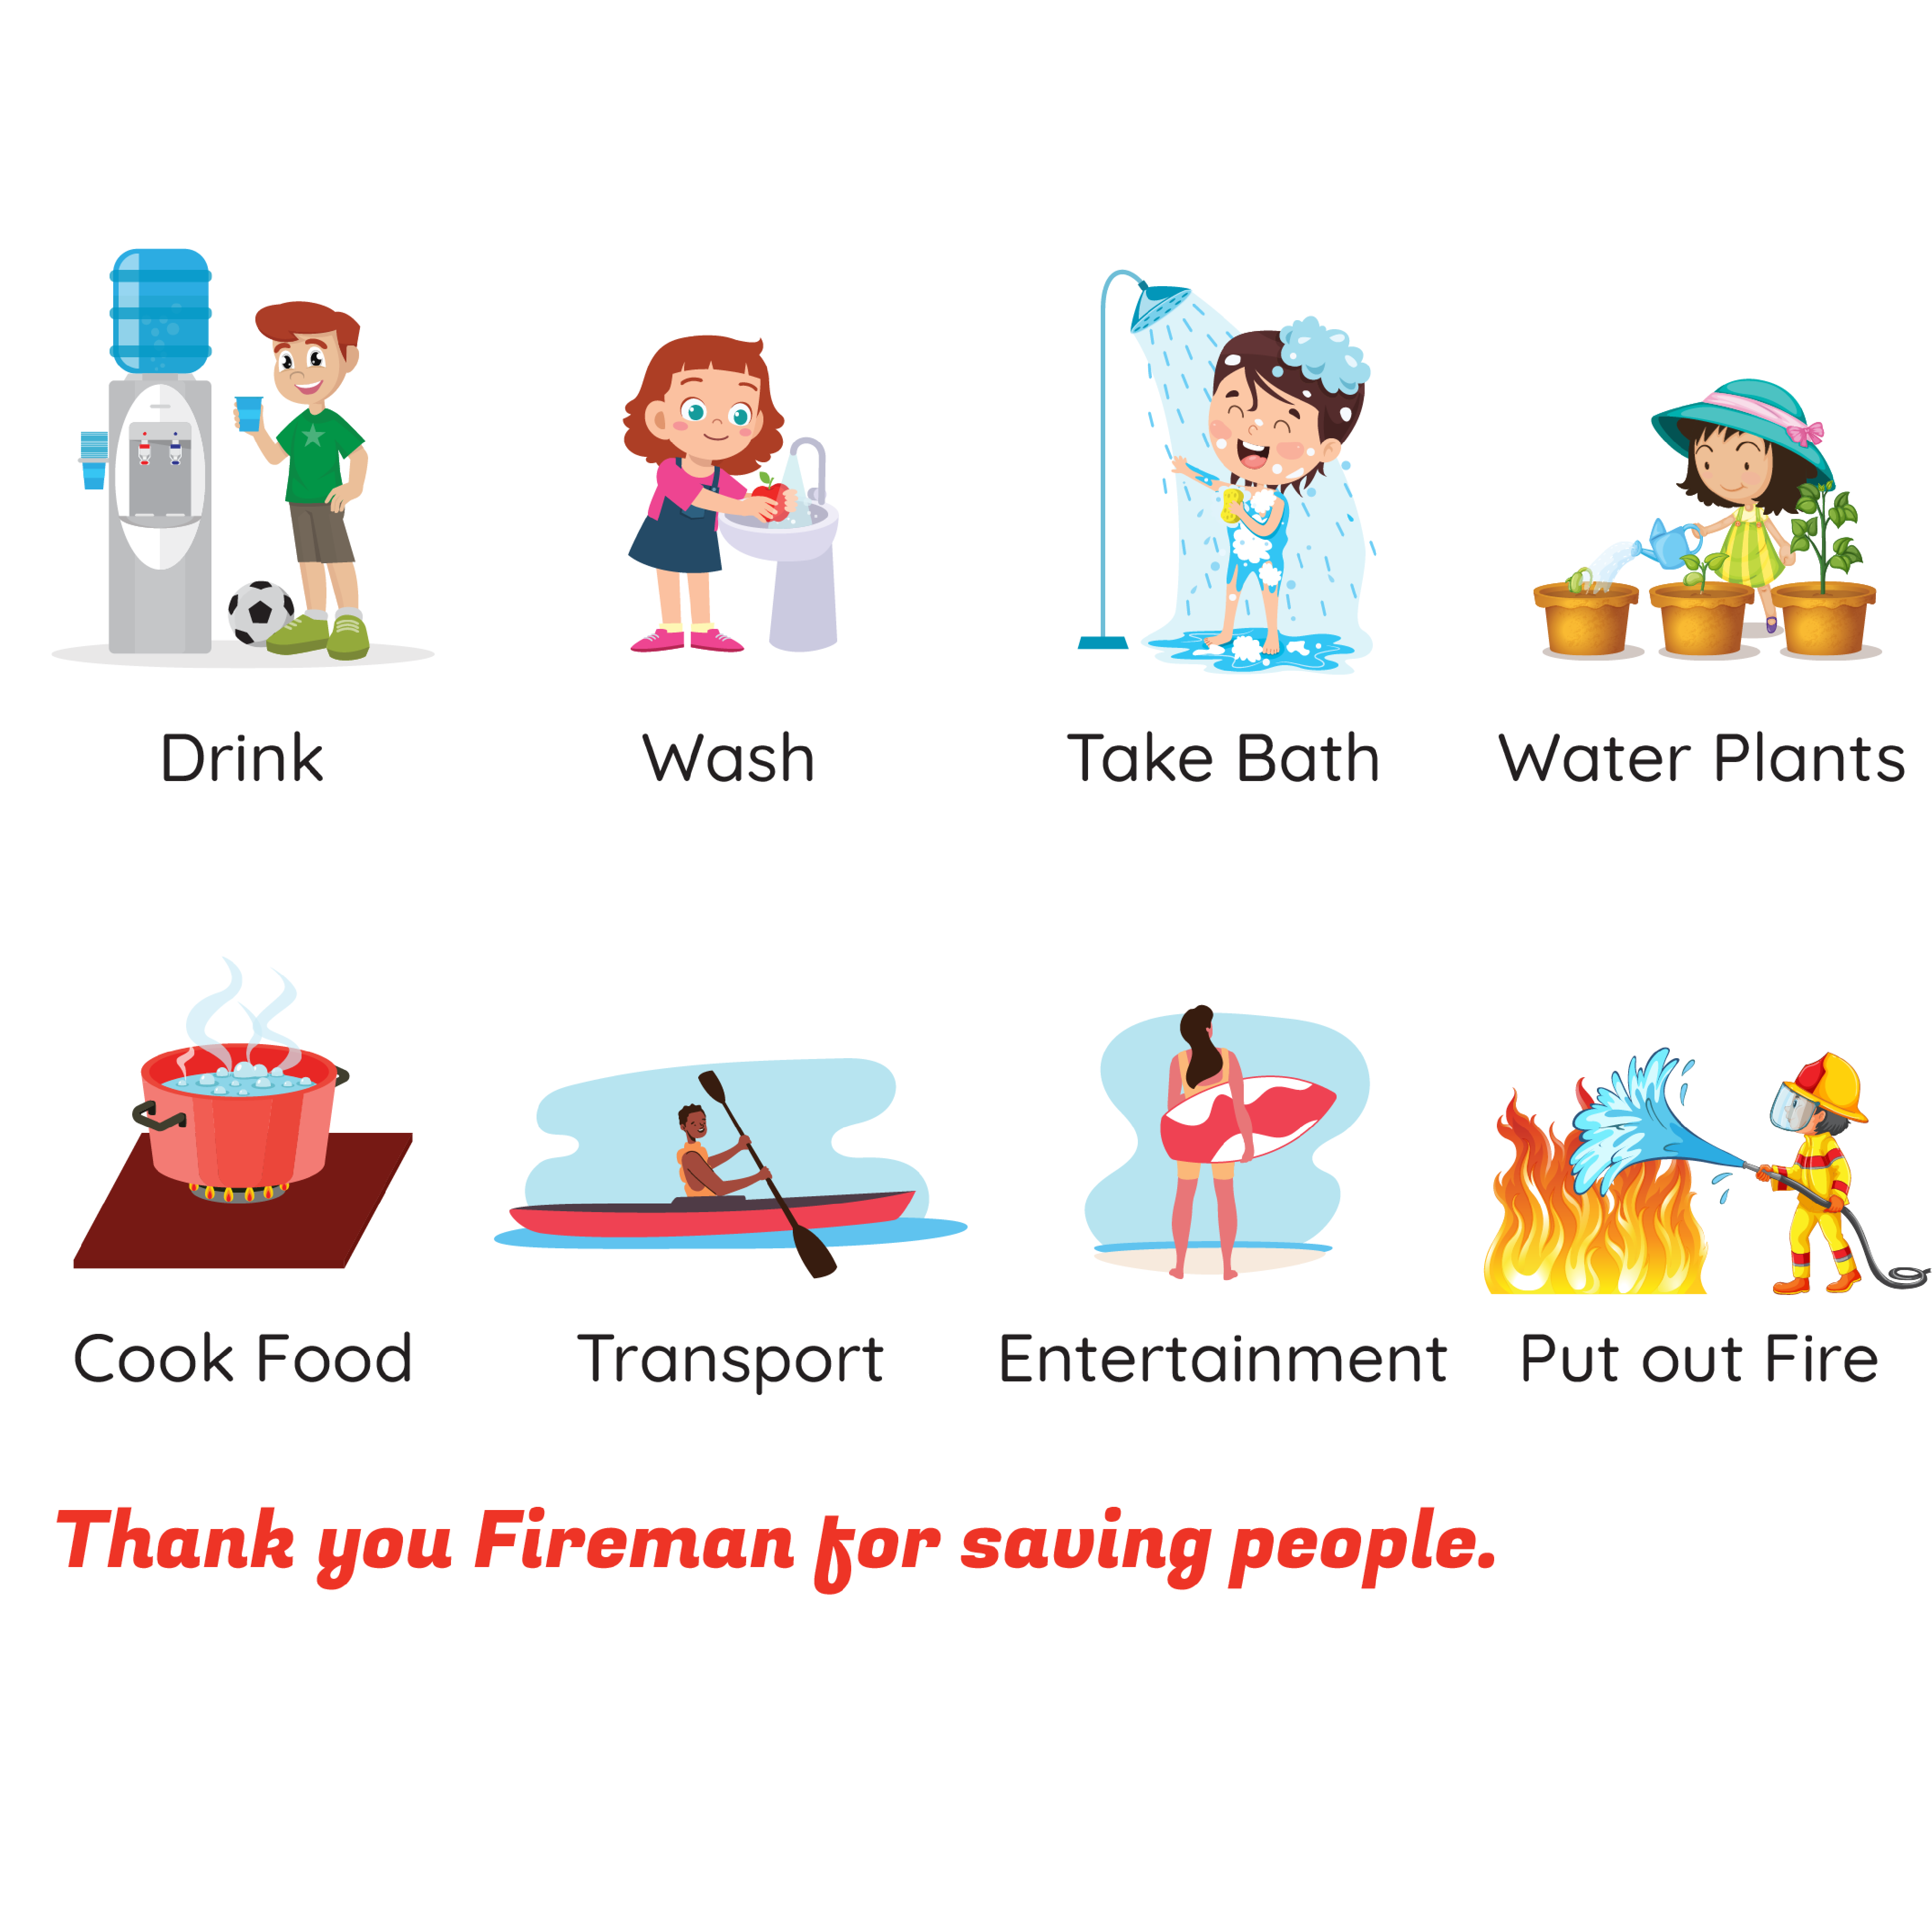 Drink
Wash
Take Bath
Water Plants
Cook Food
Transport
Entertainment
Put out Fire
Thank you Fireman for saving people.